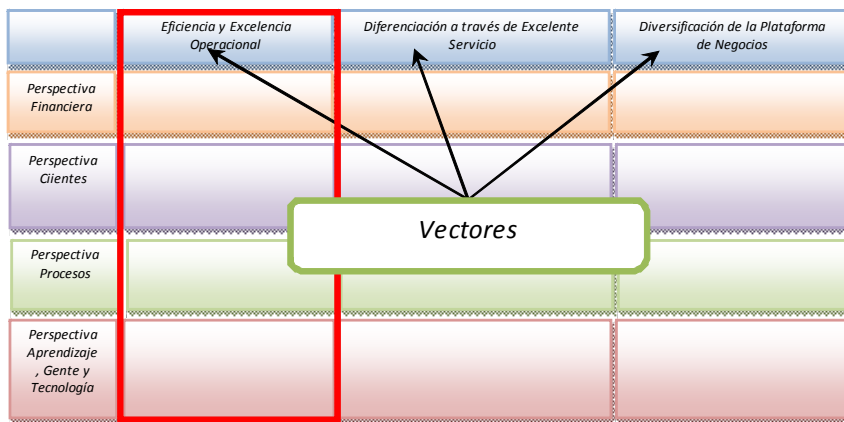 Eficiencia y Excelencia
Operacional
Diferenciación a través de Excelente
Servicio
Diversificación de la Plataforma
de Negocios
Perspectiva
Financiera
Perspectiva
Clientes
Vectores
Perspectiva
Procesos
Perspectiva
Aprendizaje
, Gente y
Tecnología